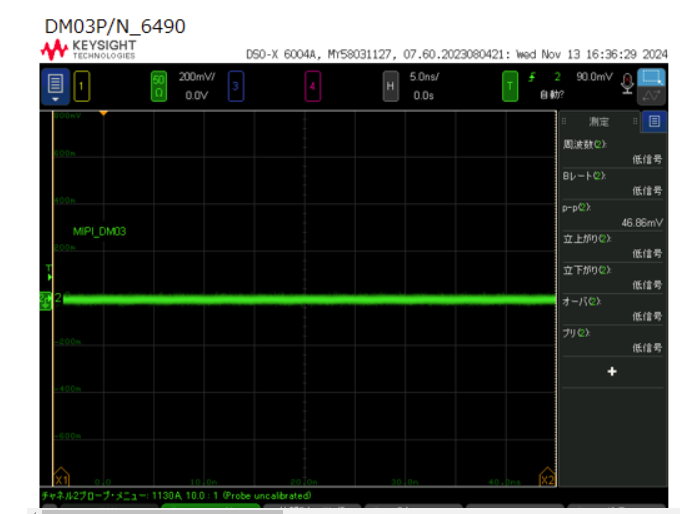 DM03P/N_6490
KEYSIGHT
TECHNOLOGIES
DSO-X 6004A, MY58031127, 07.60.2023080421: Wed Nov 13 16:36:29 2024
1 50 Ω 200mV/ 0.0V 3 4 H 5.0ns/ 0.0s T 2 90.0mV 自動?
測定
800mV
600m
400m
MIPI_DM03
200m
T
2
-200m
-400m
-600m
X1 0.0 10.0n 20.0n 30.0n 40.0ns X2
周波数(2):
低信号
Bレート(2):
低信号
p-p(2):
46.86mV
立上がり(2):
低信号
立下がり(2):
低信号
オーバ(2):
低信号
プリ(2):
低信号
+
チャネル2プローブ・メニュー: 1130A, 10.0 : 1 (Probe uncalibrated)